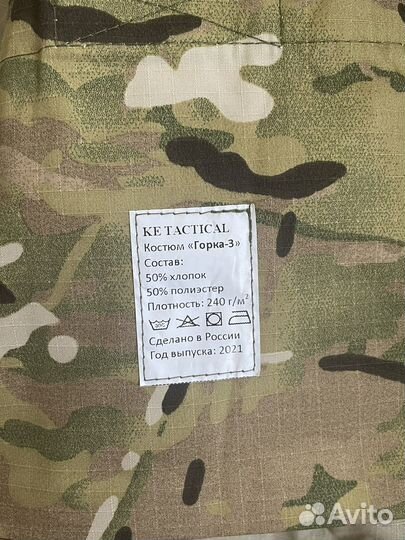 KE TACTICAL
Костюм «Горка-3»
Состав:
50% хлопок
50% полиэстер
Плотность: 240 г/м²
Сделано в России
Год выпуска: 2021
Avito